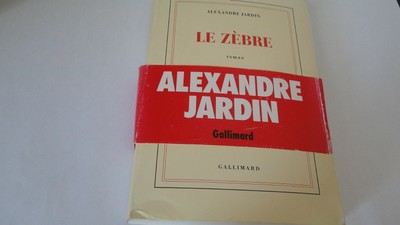 ALEXANDRE JARDIN
LE ZÈBRE
roman
ALEXANDRE
JARDIN
Gallimard
GALLIMARD